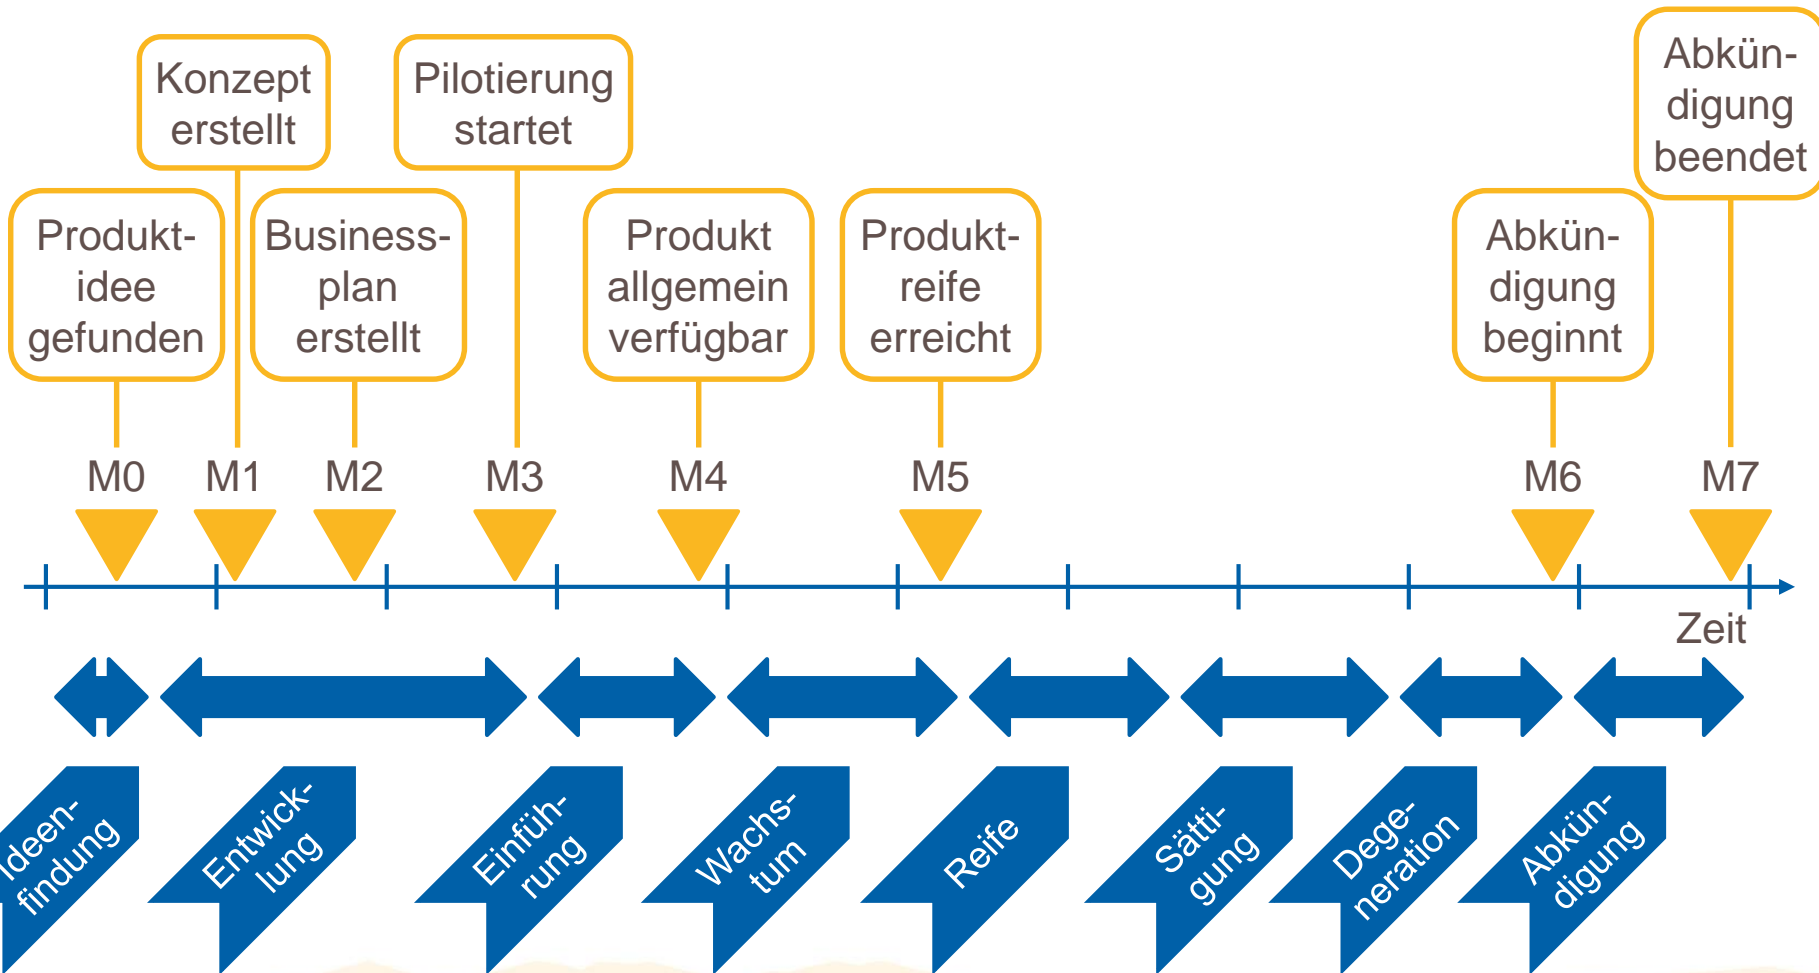 Konzept
erstellt
Pilotierung
startet
Abkün-
digung
beendet
Produkt-
idee
gefunden
Business-
plan
erstellt
Produkt
allgemein
verfügbar
Produkt-
reife
erreicht
Abkün-
digung
beginnt
M0 M1 M2 M3 M4 M5 M6 M7
Zeit
Ideen-
findung
Entwick-
lung
Einfüh-
rung
Wachs-
tum
Reife
Sätti-
gung
Dege-
neration
Abkün-
digung